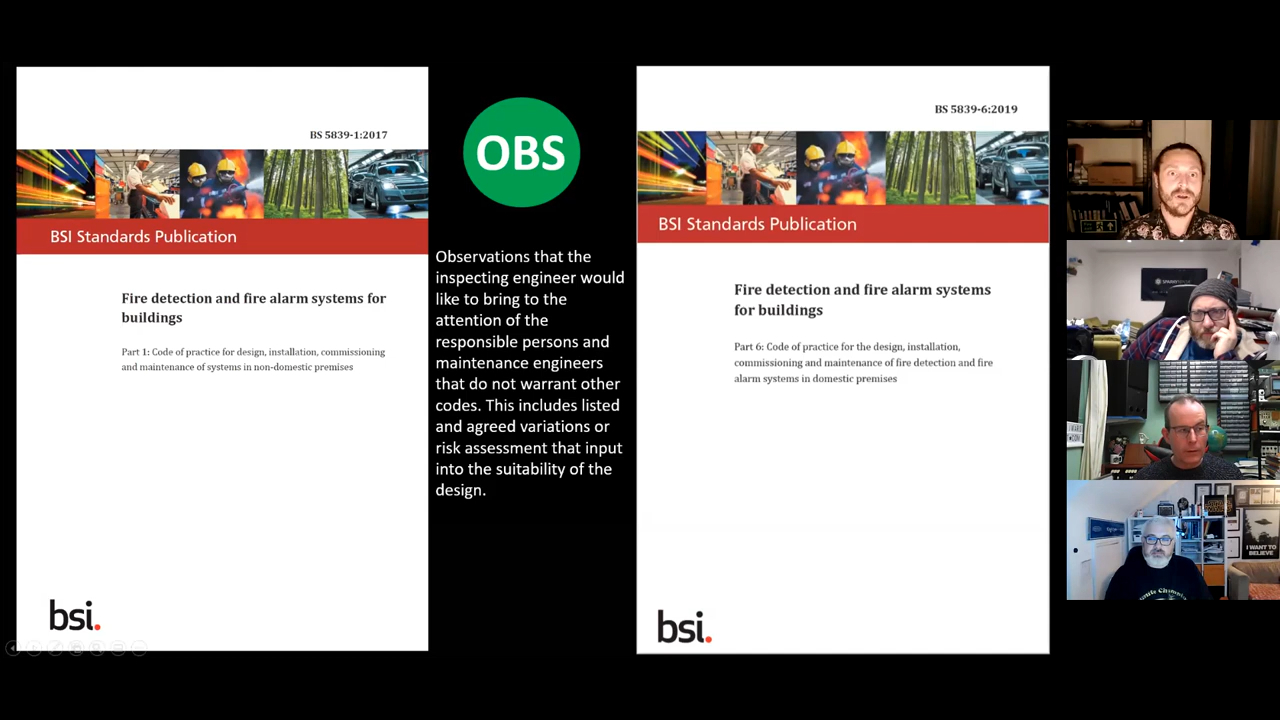 BS 5839-1:2017
BSI Standards Publication
Fire detection and fire alarm systems for
buildings
Part 1: Code of practice for design, installation, commissioning
and maintenance of systems in non-domestic premises
bsi.
OBS
Observations that the
inspecting engineer would
like to bring to the
attention of the
responsible persons and
maintenance engineers
that do not warrant other
codes. This includes listed
and agreed variations or
risk assessment that input
into the suitability of the
design.
BS 5839-6:2019
BSI Standards Publication
Fire detection and fire alarm systems
for buildings
Part 6: Code of practice for the design, installation,
commissioning and maintenance of fire detection and fire
alarm systems in domestic premises
bsi.
I WANT TO
BELIEVE